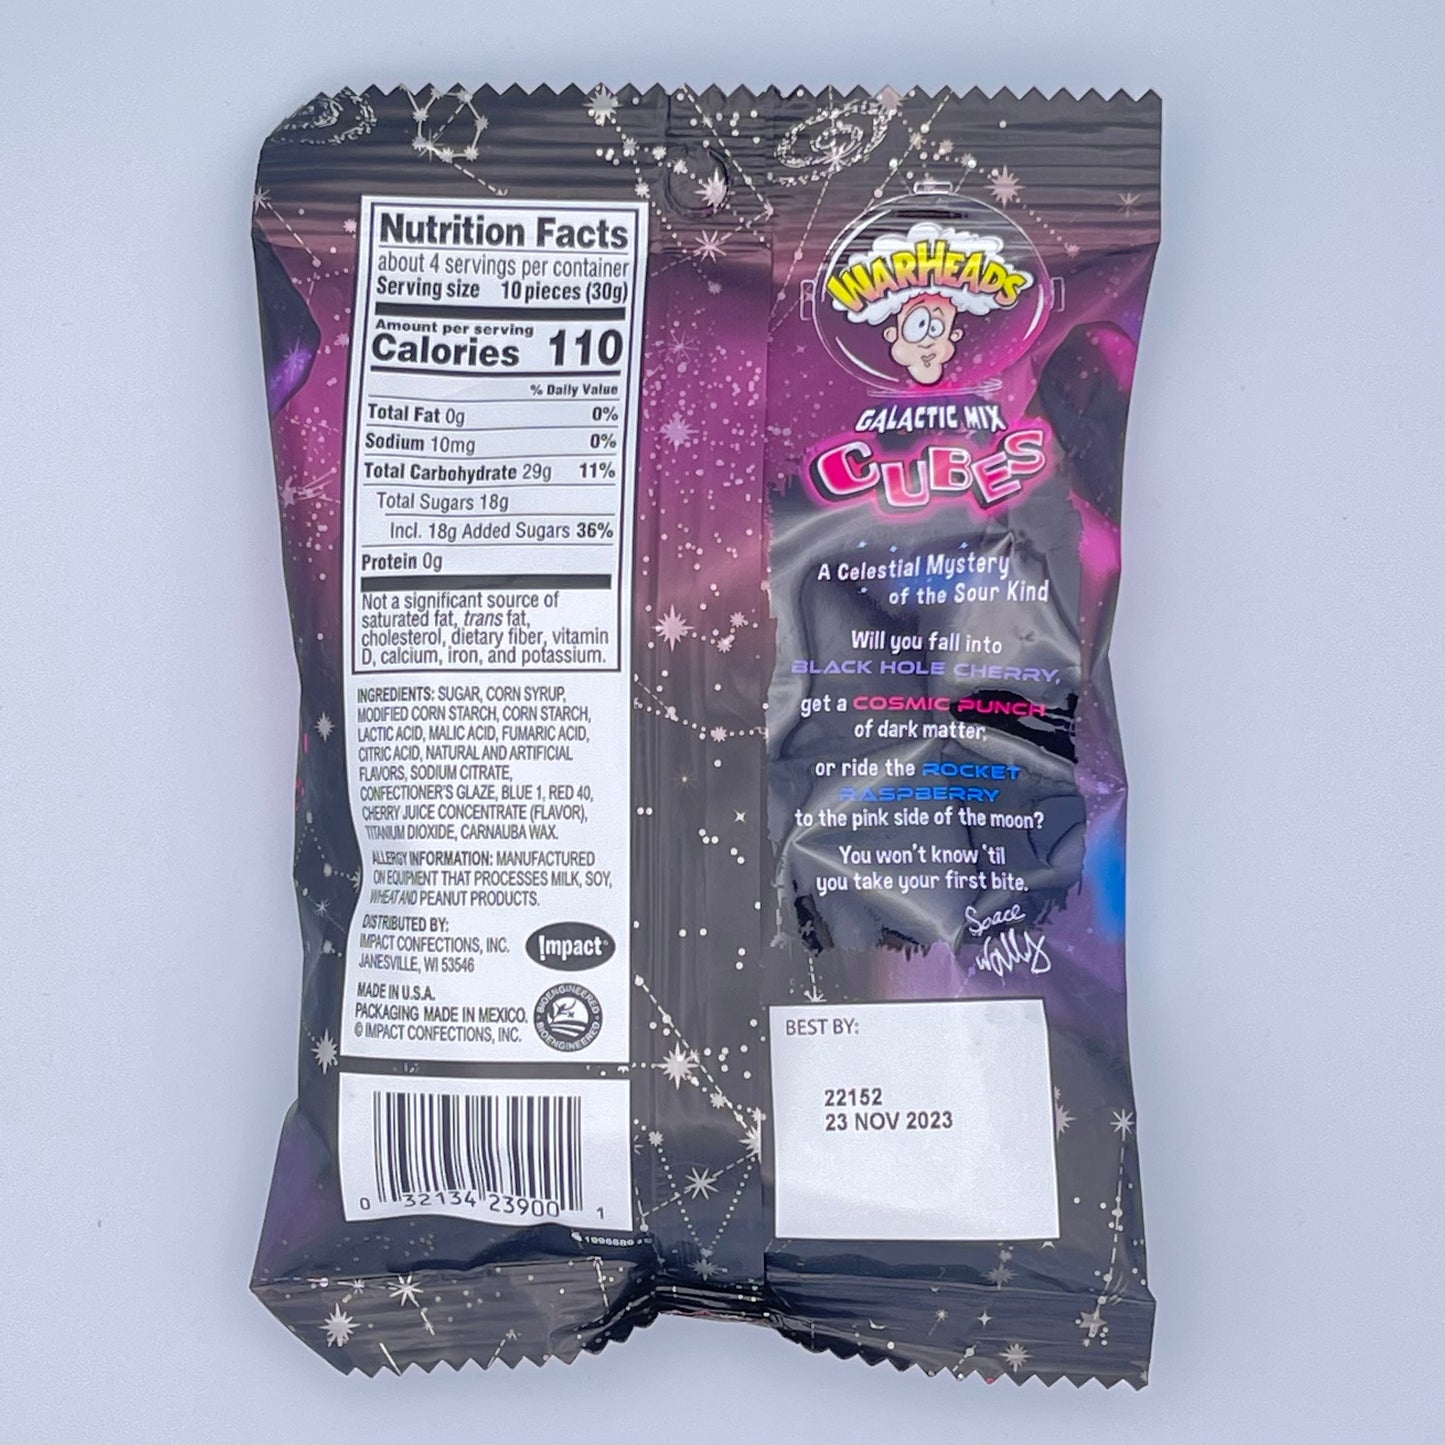 Nutrition Facts
about 4 servings per container
Serving size 10 pieces (30g)
Amount per serving
Calories 110
% Daily Value
Total Fat 0g 0%
Sodium 10mg 0%
Total Carbohydrate 29g 11%
Total Sugars 18g
Incl. 18g Added Sugars 36%
Protein 0g
Not a significant source of
saturated fat, trans fat,
cholesterol, dietary fiber, vitamin
D, calcium, iron, and potassium.
INGREDIENTS: SUGAR, CORN SYRUP,
MODIFIED CORN STARCH, CORN STARCH,
LACTIC ACID, MALIC ACID, FUMARIC ACID,
CITRIC ACID, NATURAL AND ARTIFICIAL
FLAVORS, SODIUM CITRATE,
CONFECTIONER'S GLAZE, BLUE 1, RED 40,
CHERRY JUICE CONCENTRATE (FLAVOR),
TITANIUM DIOXIDE, CARNAUBA WAX.
ALLERGY INFORMATION: MANUFACTURED
ON EQUIPMENT THAT PROCESSES MILK, SOY,
WHEAT AND PEANUT PRODUCTS.
DISTRIBUTED BY:
IMPACT CONFECTIONS, INC.
JANESVILLE, WI 53546
!mpact
MADE IN U.S.A.
PACKAGING MADE IN MEXICO.
© IMPACT CONFECTIONS, INC.
BIOENGINEERED
BIOENGINEERED
0 32134 23900 1
WARHEADS
GALACTIC MIX
CUBES
A Celestial Mystery
of the Sour Kind
Will you fall into
BLACK HOLE CHERRY,
get a COSMIC PUNCH
of dark matter,
or ride the ROCKET
RASPBERRY
to the pink side of the moon?
You won't know 'til
you take your first bite.
Space
Wally
BEST BY:
22152
23 NOV 2023